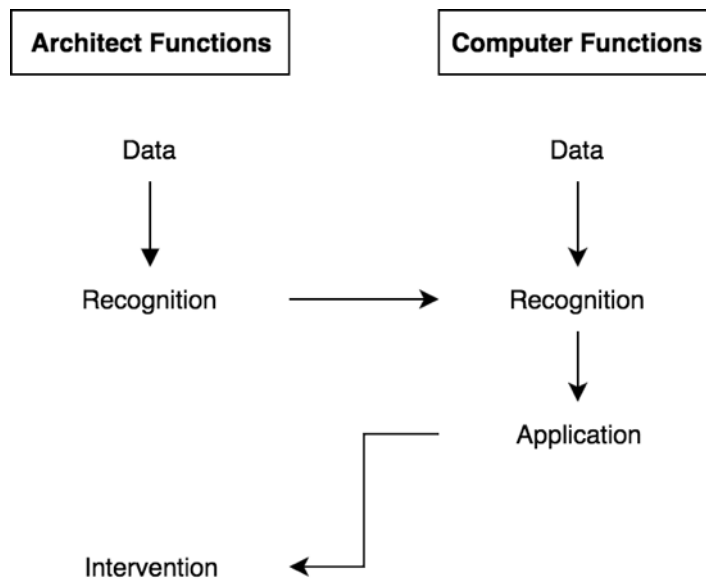 Architect Functions
Computer Functions
Data
Data
Recognition
Recognition
Application
Intervention